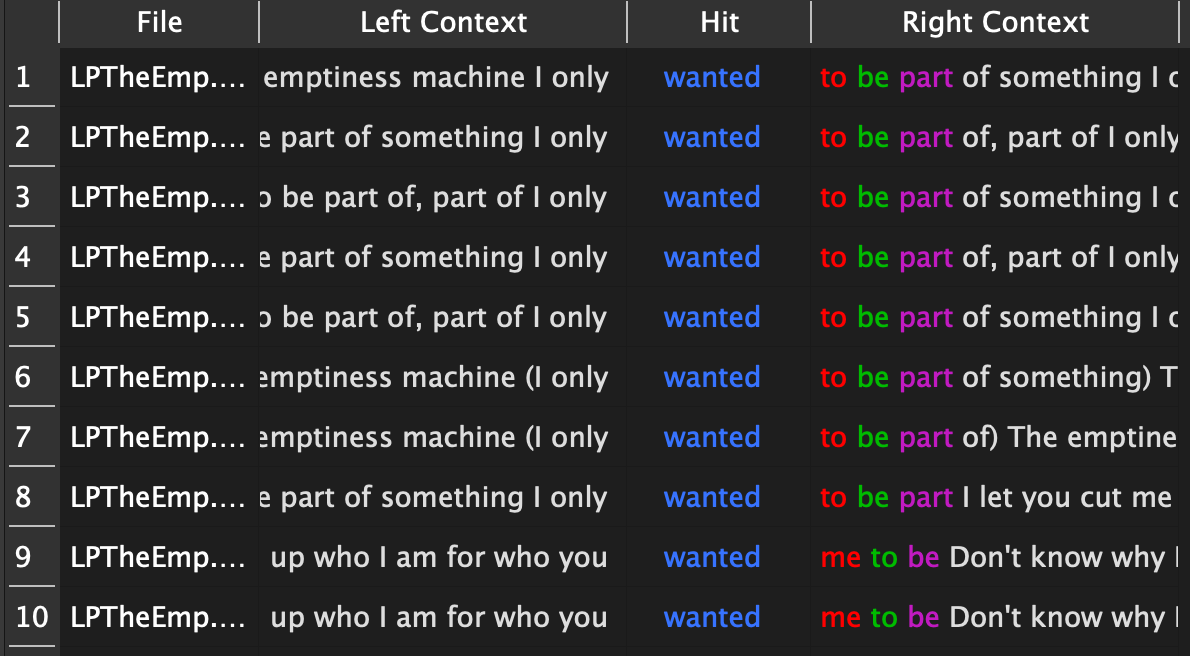 File Left Context Hit Right Context
1 LPTheEmp.... emptiness machine I only wanted to be part of something I
2 LPTheEmp.... part of something I only wanted to be part of, part of I only
3 LPTheEmp.... be part of, part of I only wanted to be part of something I
4 LPTheEmp.... part of something I only wanted to be part of, part of I only
5 LPTheEmp.... be part of, part of I only wanted to be part of something I
6 LPTheEmp.... emptiness machine (I only wanted to be part of something) T
7 LPTheEmp.... emptiness machine (I only wanted to be part of) The emptine
8 LPTheEmp.... e part of something I only wanted to be part I let you cut me
9 LPTheEmp.... up who I am for who you wanted me to be Don't know why
10 LPTheEmp.... up who I am for who you wanted me to be Don't know why